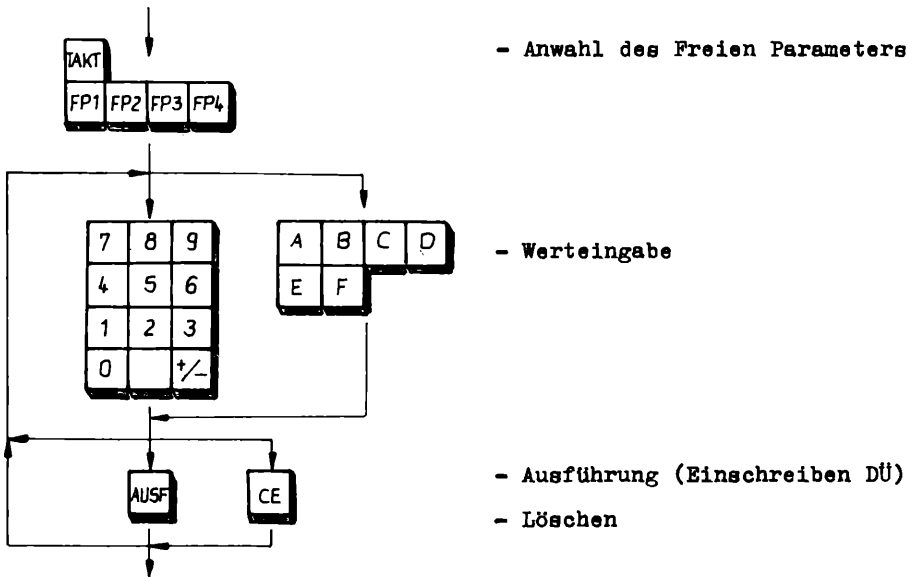 TAKT
- Anwahl des Freien Parameters
FP1 FP2 FP3 FP4
7 8 9 A B C D
- Werteingabe
4 5 6 E F
1 2 3
0 +/-
AUSF CE
- Ausführung (Einschreiben DÜ)
- Löschen